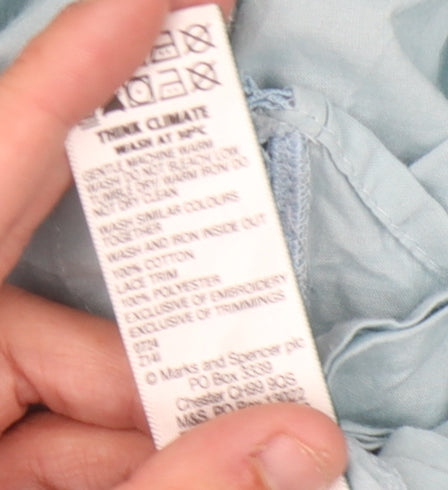 THINK CLIMATE
WASH AT 30°C
GENTLE MACHINE WARM
WASH DO NOT BLEACH LOW
TUMBLE DRY WARM IRON DO
NOT DRY CLEAN
WASH SIMILAR COLOURS
TOGETHER
WASH AND IRON INSIDE OUT
100% COTTON
LACE TRIM
100% POLYESTER
EXCLUSIVE OF EMBROIDERY
EXCLUSIVE OF TRIMMINGS
© Marks and Spencer plc
PO Box 3339
Chester CH99 9QS
M&S, PO Box